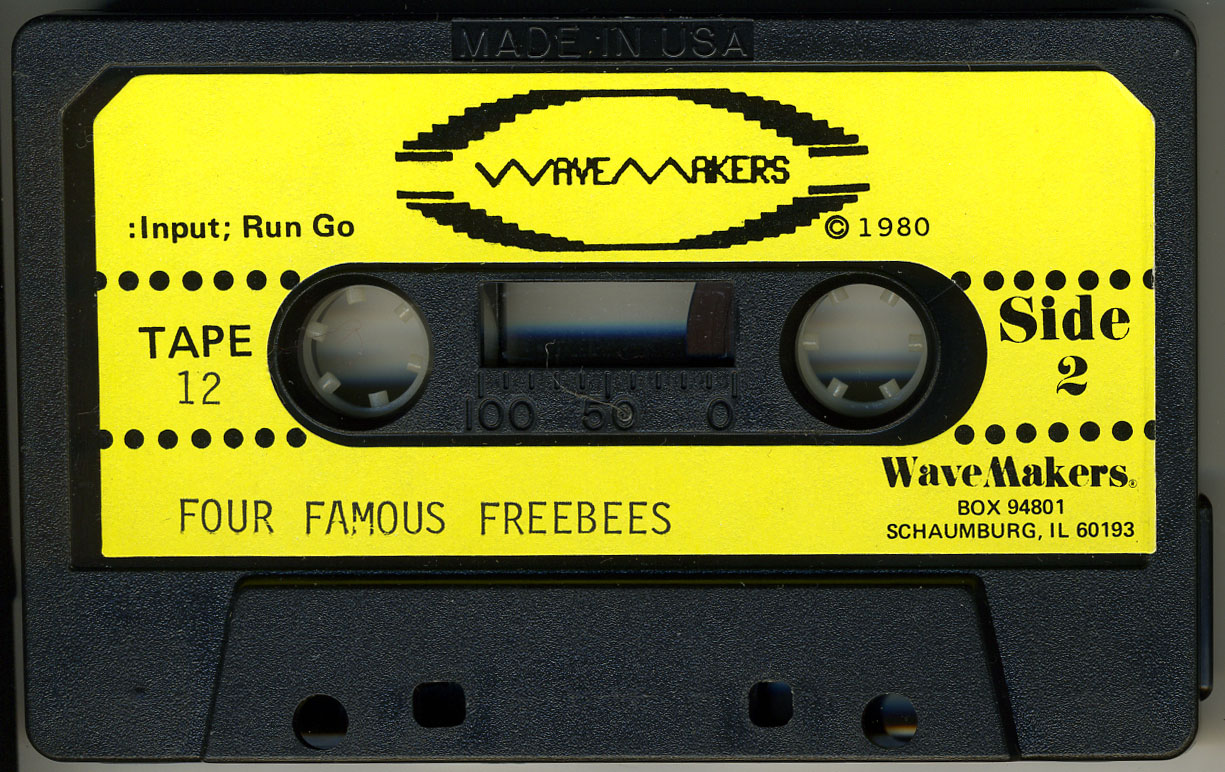 MADE IN USA
WAVEMAKERS
:Input; Run Go
© 1980
TAPE
12
Side
2
100 50 0
WaveMakers®
BOX 94801
SCHAUMBURG, IL 60193
FOUR FAMOUS FREEBEES